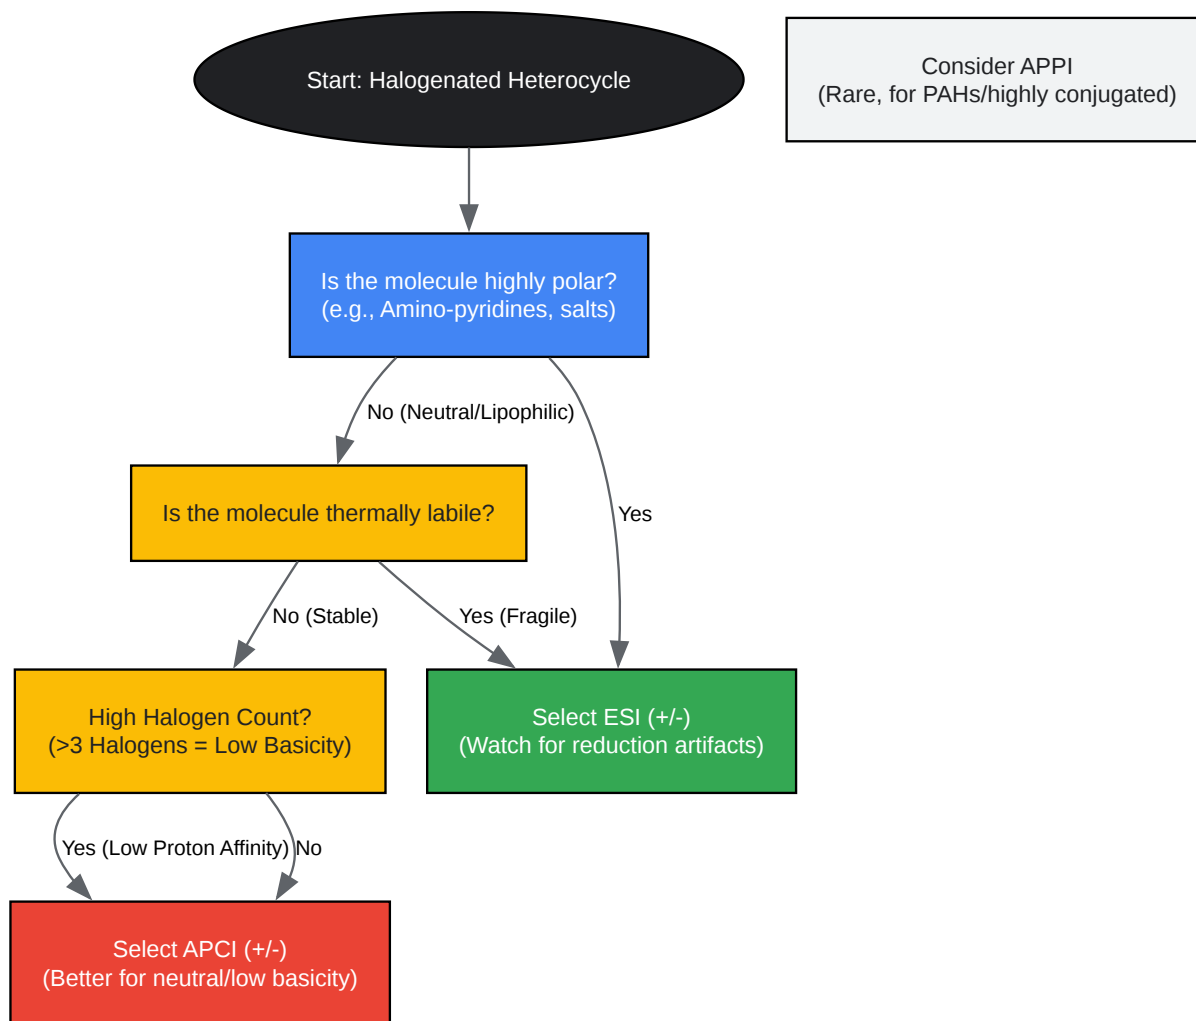 Start: Halogenated Heterocycle
Consider APPI
(Rare, for PAHs/highly conjugated)
Is the molecule highly polar?
(e.g., Amino-pyridines, salts)
No (Neutral/Lipophilic)
Yes
Is the molecule thermally labile?
No (Stable)
Yes (Fragile)
High Halogen Count?
(>3 Halogens = Low Basicity)
Select ESI (+/-)
(Watch for reduction artifacts)
Yes (Low Proton Affinity)
No
Select APCI (+/-)
(Better for neutral/low basicity)